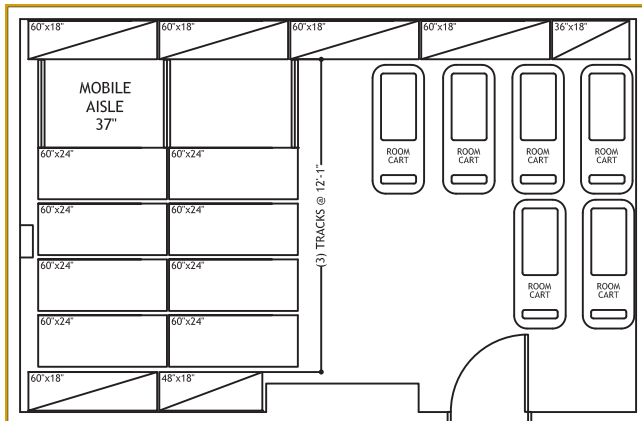 60"x18"
60"x18"
60"x18"
60"x18"
36"x18"
MOBILE
AISLE
37"
ROOM
CART
ROOM
CART
ROOM
CART
ROOM
CART
60"x24"
60"x24"
(3) TRACKS @ 12'-1"
60"x24"
60"x24"
60"x24"
60"x24"
ROOM
CART
ROOM
CART
60"x24"
60"x24"
60"x18"
48"x18"